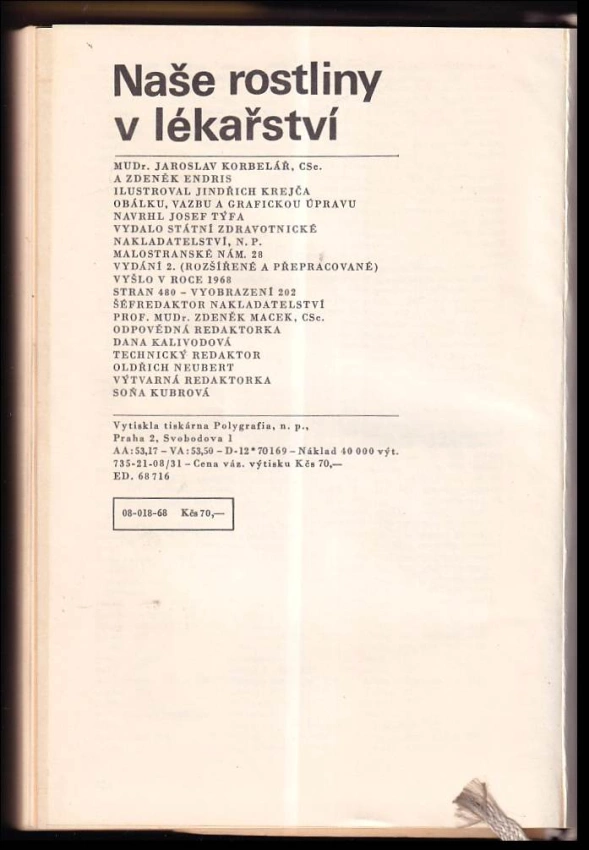 Naše rostliny
v lékařství
MUDr. JAROSLAV KORBELÁŘ, CSc.
A ZDENĚK ENDRIS
ILUSTROVAL JINDŘICH KREJČA
OBÁLKU, VAZBU A GRAFICKOU ÚPRAVU
NAVRHL JOSEF TÝFA
VYDALO STÁTNÍ ZDRAVOTNICKÉ
NAKLADATELSTVÍ, N. P.
MALOSTRANSKÉ NÁM. 28
VYDÁNÍ 2. (ROZŠÍŘENÉ A PŘEPRACOVANÉ)
VYŠLO V ROCE 1968
STRAN 480 – VYOBRAZENÍ 202
ŠÉFREDAKTOR NAKLADATELSTVÍ
PROF. MUDr. ZDENĚK MACEK, CSc.
ODPOVĚDNÁ REDAKTORKA
DANA KALIVODOVÁ
TECHNICKÝ REDAKTOR
OLDŘICH NEUBERT
VÝTVARNÁ REDAKTORKA
SOŇA KUBROVÁ
Vytiskla tiskárna Polygrafia, n. p.,
Praha 2, Svobodova 1
AA: 53,17 – VA: 53,50 – D-12*70169 – Náklad 40 000 výt.
735-21-08/31 – Cena váz. výtisku Kčs 70,—
ED. 68716
08-018-68 Kčs 70,—